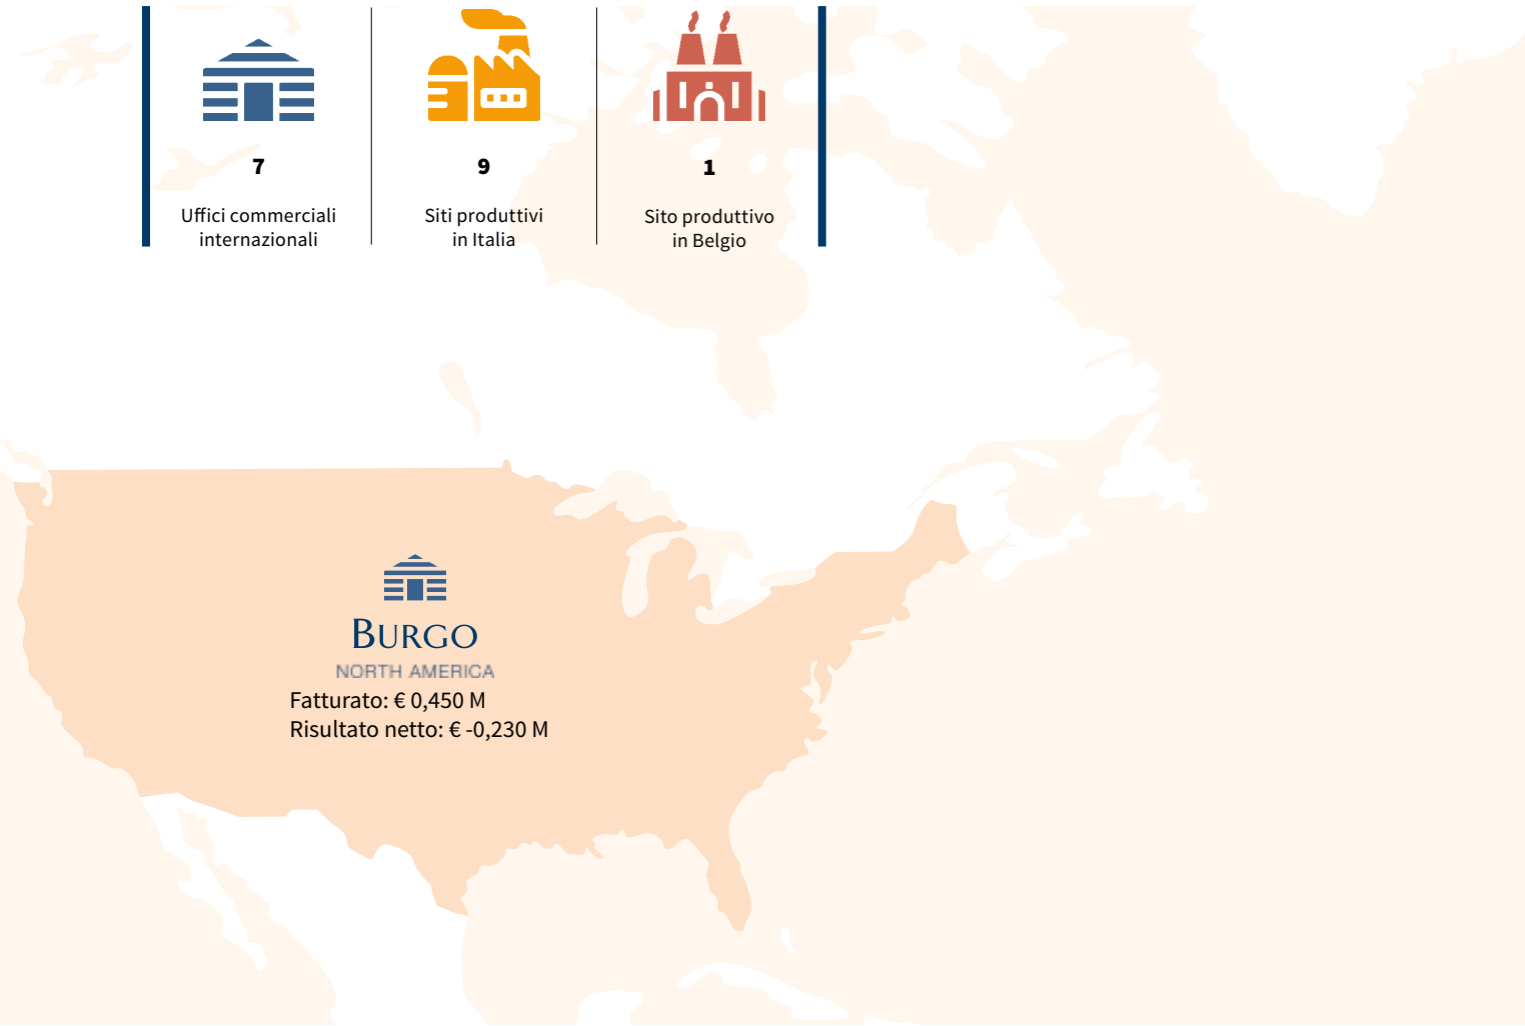 7
Uffici commerciali
internazionali
9
Siti produttivi
in Italia
1
Sito produttivo
in Belgio
BURGO
NORTH AMERICA
Fatturato: € 0,450 M
Risultato netto: € -0,230 M